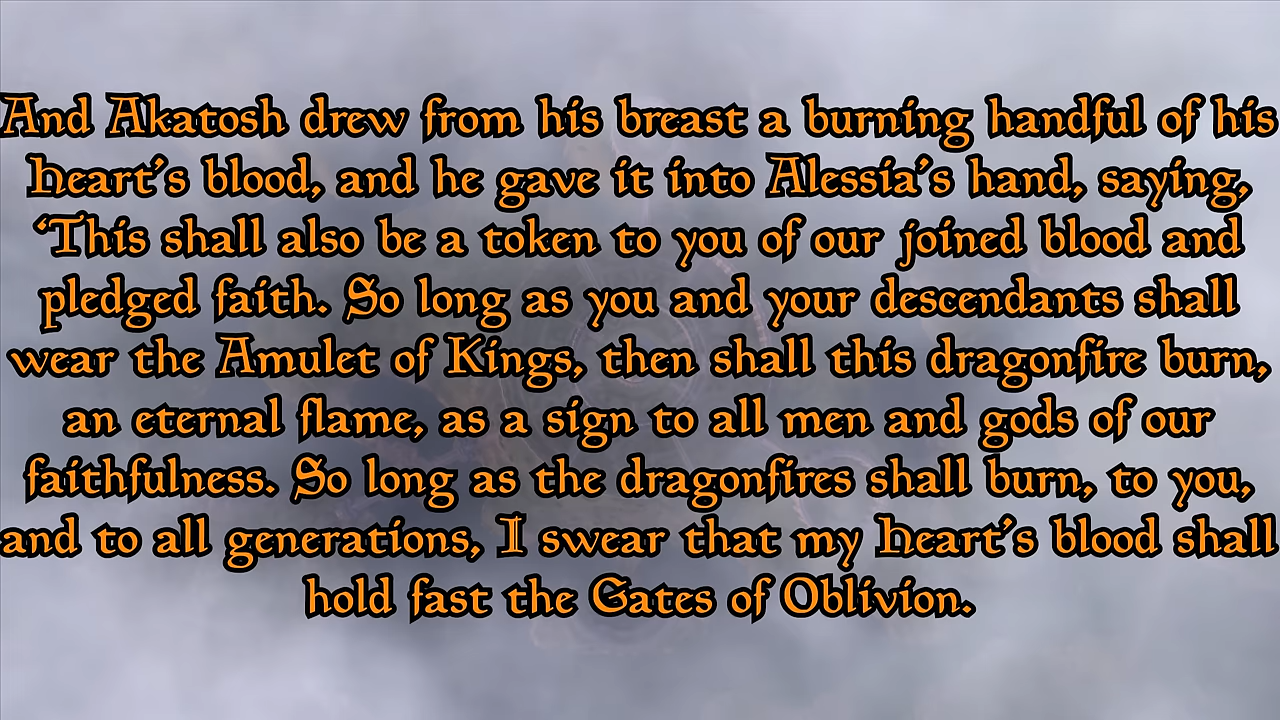 And Akatosh drew from his breast a burning handful of his
Heart's blood, and he gave it into Alessia's hand, saying,
'This shall also be a token to you of our joined blood and
pledged faith. So long as you and your descendants shall
wear the Amulet of Kings, then shall this dragonfire burn,
an eternal flame, as a sign to all men and gods of our
faithfulness. So long as the dragonfires shall burn, to you,
and to all generations, I swear that my Heart's blood shall
hold fast the Gates of Oblivion.